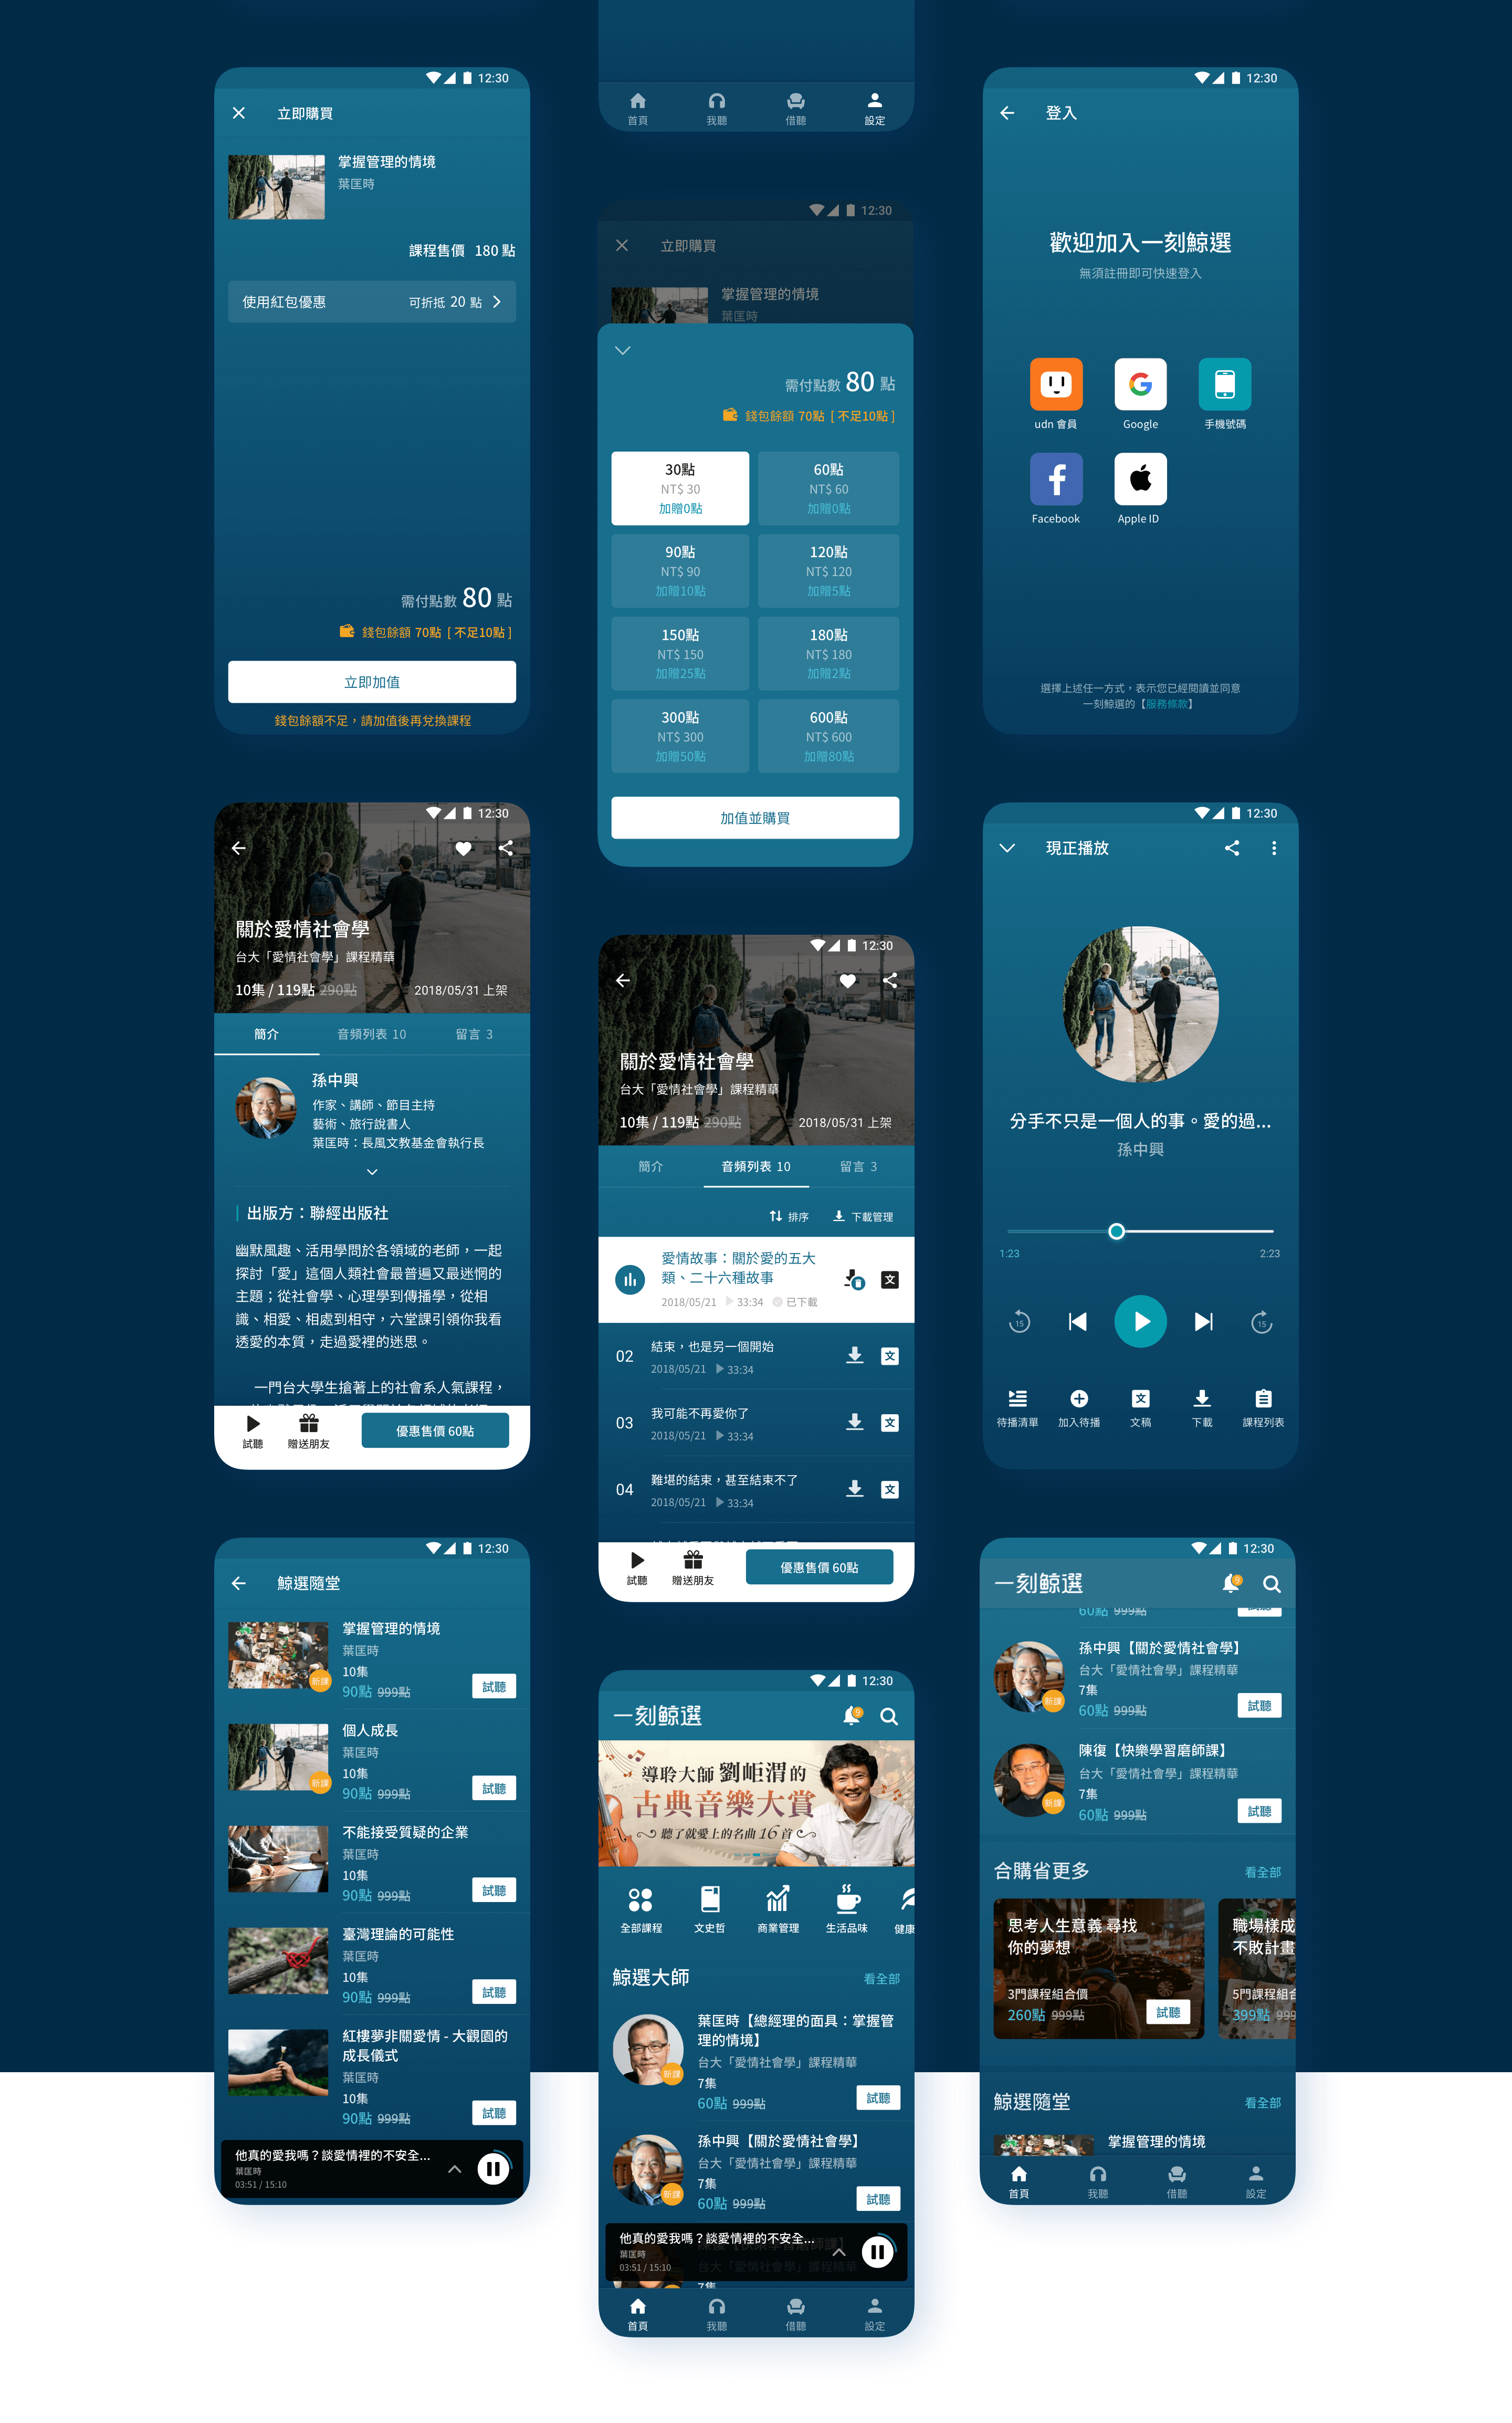 12:30
立即購買
掌握管理的情境
葉匡時
課程售價 180 點
使用紅包優惠 可折抵 20 點
需付點數 80 點
錢包餘額 70點 [ 不足10點 ]
立即加值
錢包餘額不足，請加值後再兌換課程
首頁 我聽 借聽 設定
12:30
立即購買
掌握管理的情境
葉匡時
需付點數 80 點
錢包餘額 70點 [ 不足10點 ]
30點 60點
NT$ 30 NT$ 60
加贈0點 加贈0點
90點 120點
NT$ 90 NT$ 120
加贈10點 加贈5點
150點 180點
NT$ 150 NT$ 180
加贈25點 加贈2點
300點 600點
NT$ 300 NT$ 600
加贈50點 加贈80點
加值並購買
12:30
登入
歡迎加入一刻鯨選
無須註冊即可快速登入
udn 會員 Google 手機號碼
Facebook Apple ID
選擇上述任一方式，表示您已經閱讀並同意
一刻鯨選的【服務條款】
12:30
關於愛情社會學
台大「愛情社會學」課程精華
10集 / 119點 290點 2018/05/31 上架
簡介 音頻列表 10 留言 3
孫中興
作家、講師、節目主持
藝術、旅行說書人
葉匡時：長風文教基金會執行長
出版方：聯經出版社
幽默風趣、活用學問於各領域的老師，一起
探討「愛」這個人類社會最普遍又最迷惘的
主題；從社會學、心理學到傳播學，從相
識、相愛、相處到相守，六堂課引領你我看
透愛的本質，走過愛裡的迷思。
一門台大學生搶著上的社會系人氣課程，
試聽 贈送朋友 優惠售價 60點
12:30
關於愛情社會學
台大「愛情社會學」課程精華
10集 / 119點 290點 2018/05/31 上架
簡介 音頻列表 10 留言 3
排序 下載管理
愛情故事：關於愛的五大
類、二十六種故事
文
2018/05/21 33:34 已下載
02 結束，也是另一個開始
文
2018/05/21 33:34
03 我可能不再愛你了
文
2018/05/21 33:34
04 難堪的結束，甚至結束不了
文
2018/05/21 33:34
試聽 贈送朋友 優惠售價 60點
12:30
現正播放
分手不只是一個人的事。愛的過...
孫中興
1:23 2:23
15 15
文
待播清單 加入待播 文稿 下載 課程列表
12:30
鯨選隨堂
掌握管理的情境
葉匡時
10集
新課
90點 999點 試聽
個人成長
葉匡時
10集
新課
90點 999點 試聽
不能接受質疑的企業
葉匡時
10集
90點 999點 試聽
臺灣理論的可能性
葉匡時
10集
90點 999點 試聽
紅樓夢非關愛情 - 大觀園的
成長儀式
葉匡時
10集
90點 999點 試聽
他真的愛我嗎？談愛情裡的不安全...
葉匡時
03:51 / 15:10
12:30
一刻鯨選
9
導聆大師 劉岠渭的
古典音樂大賞
聽了就愛上的名曲16首
全部課程 文史哲 商業管理 生活品味 健康
鯨選大師 看全部
葉匡時【總經理的面具：掌握管
理的情境】
台大「愛情社會學」課程精華
新課
7集
60點 999點 試聽
孫中興【關於愛情社會學】
台大「愛情社會學」課程精華
7集
新課
60點 999點 試聽
他真的愛我嗎？談愛情裡的不安全...
葉匡時
03:51 / 15:10
7集
首頁 我聽 借聽 設定
12:30
一刻鯨選
9
60點 999點 試聽
孫中興【關於愛情社會學】
台大「愛情社會學」課程精華
7集
新課
60點 999點 試聽
陳復【快樂學習磨師課】
台大「愛情社會學」課程精華
7集
新課
60點 999點 試聽
合購省更多 看全部
思考人生意義 尋找
你的夢想
3門課程組合價
260點 999點 試聽
職場樣成
不敗計畫
5門課程組合
399點 999
鯨選隨堂 看全部
掌握管理的情境
首頁 我聽 借聽 設定